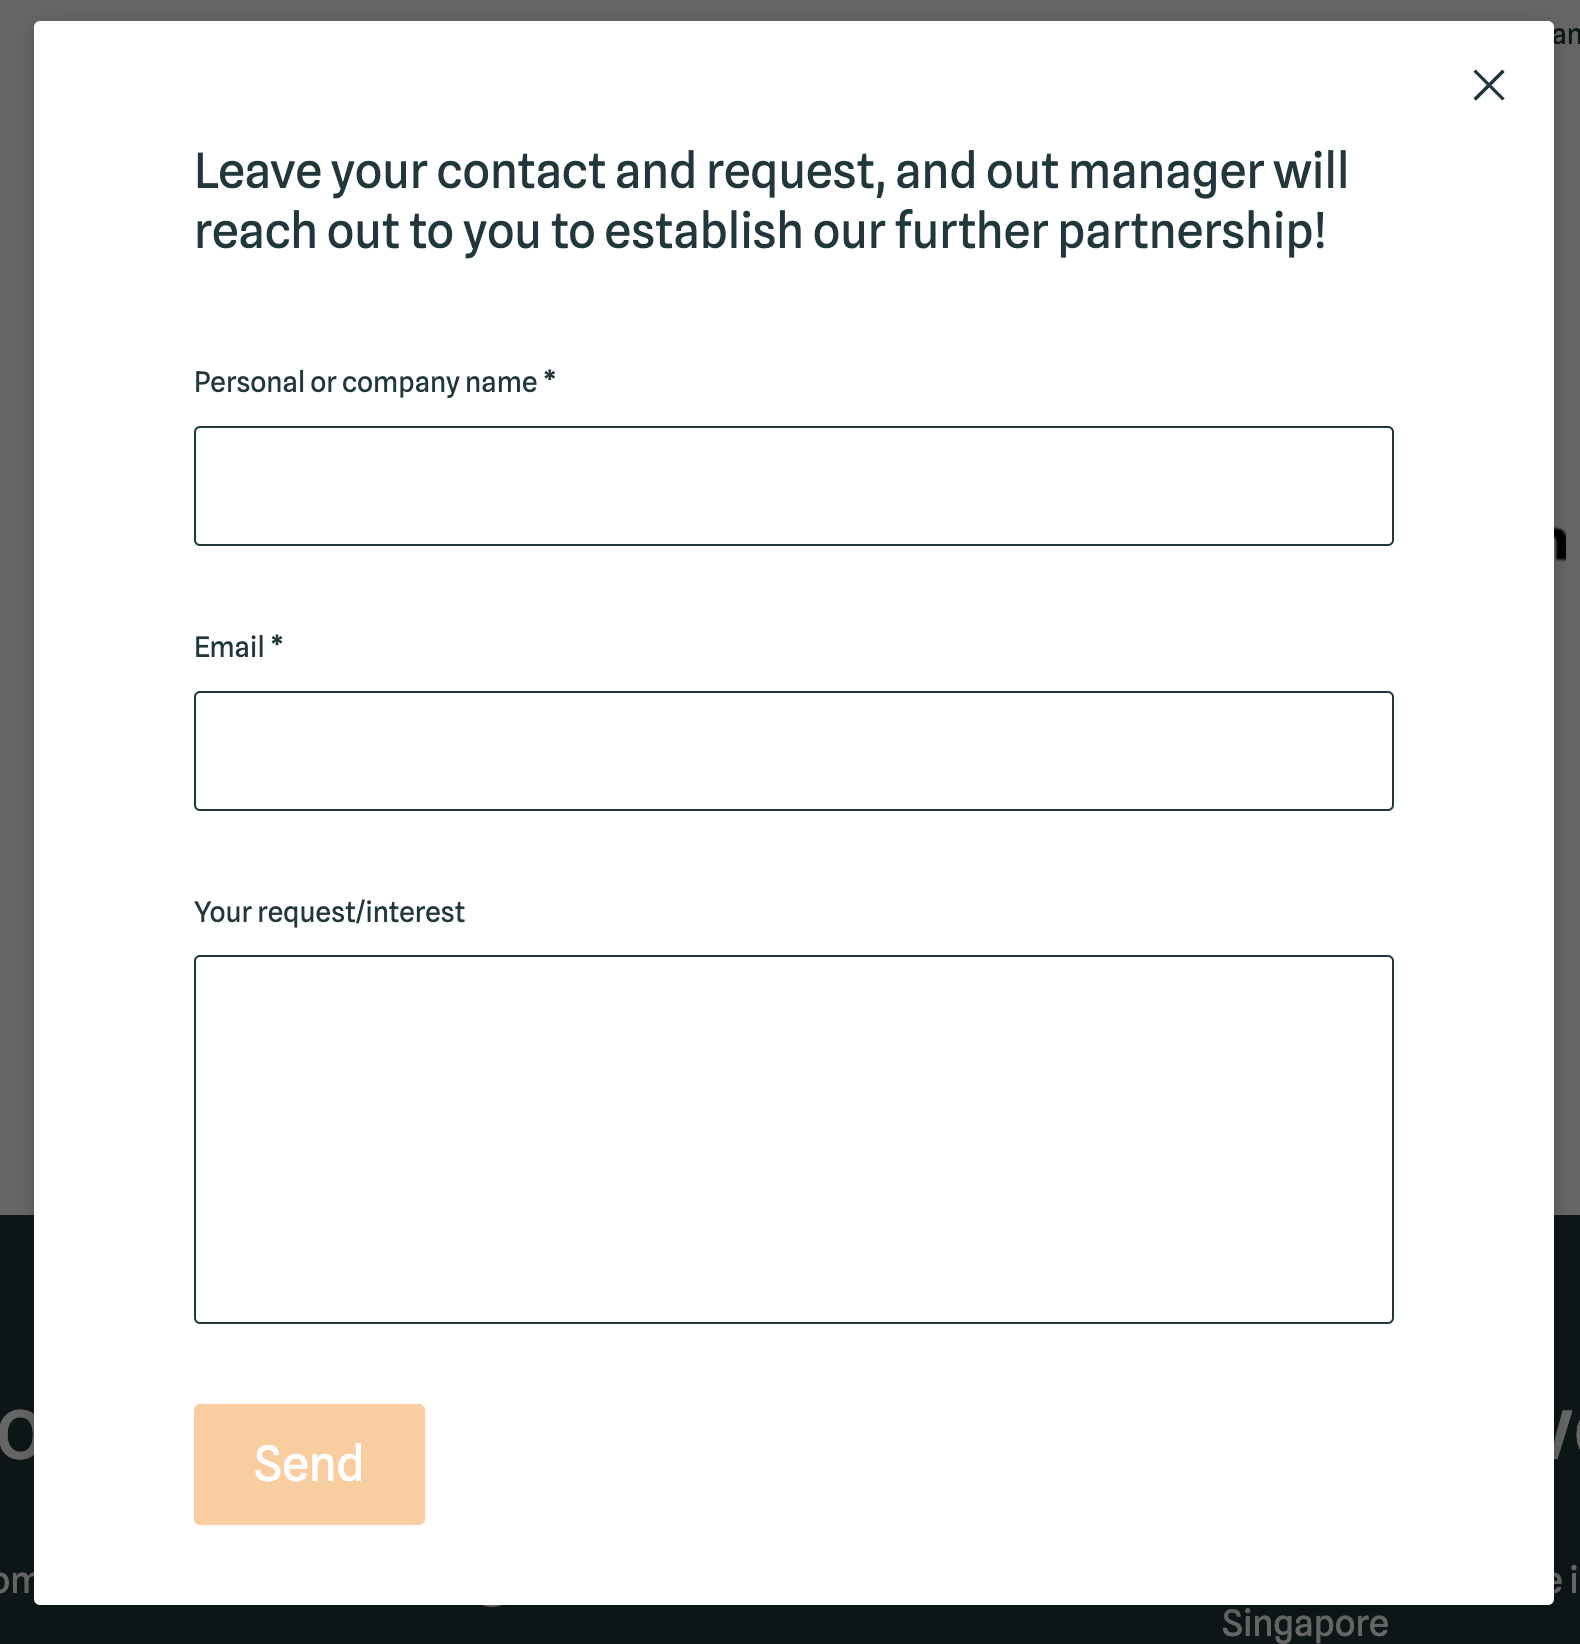 Leave your contact and request, and out manager will
reach out to you to establish our further partnership!
Personal or company name *
Email *
Your request/interest
Send
Singapore